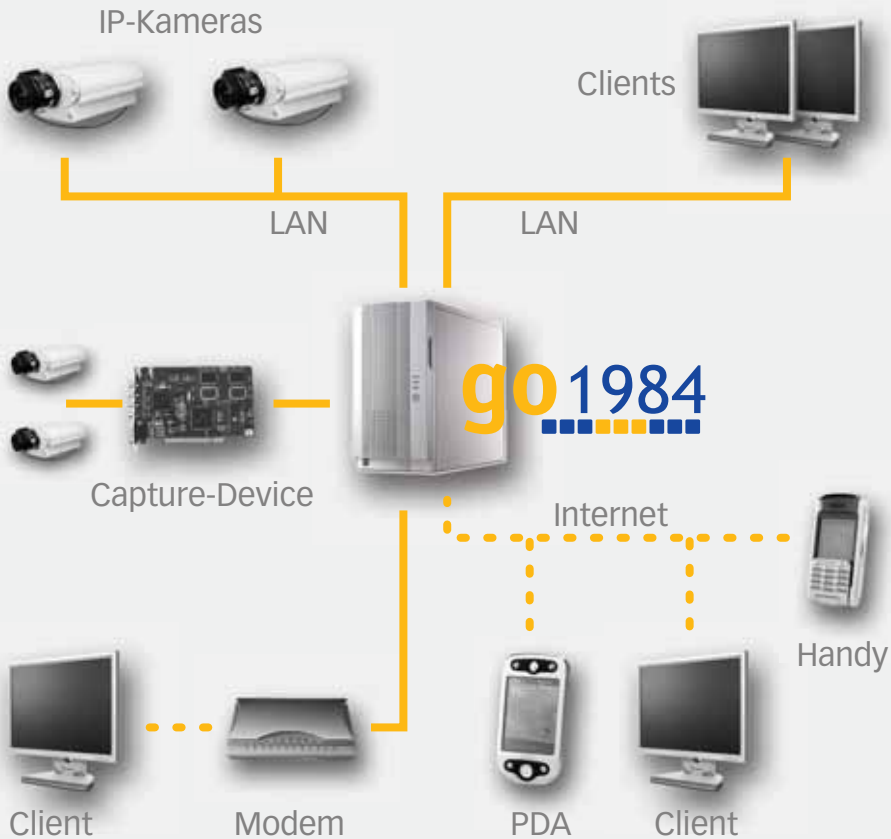 IP-Kameras
Clients
LAN
LAN
go1984
Capture-Device
Internet
Handy
Client
Modem
PDA
Client